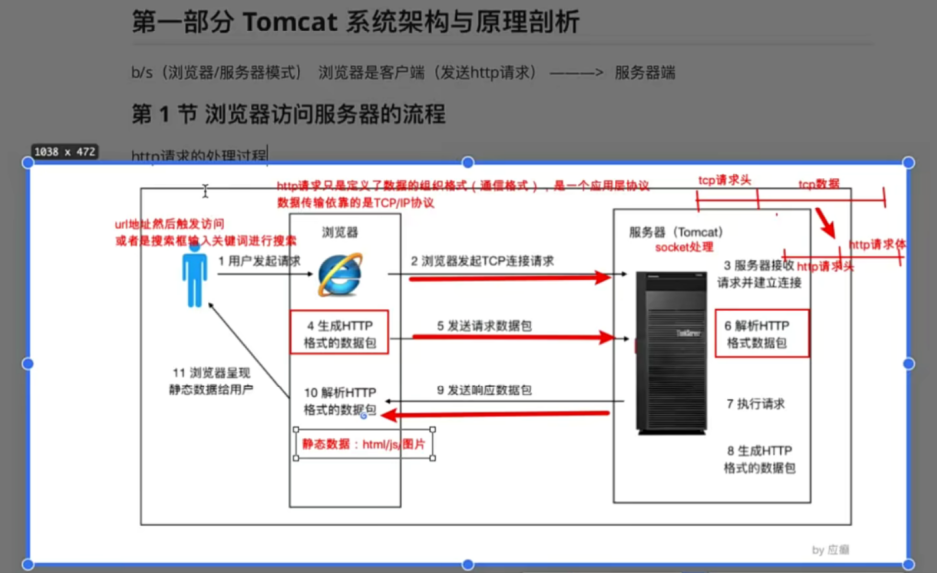 第一部分 Tomcat 系统架构与原理剖析
b/s（浏览器/服务器模式） 浏览器是客户端（发送http请求） ———> 服务器端
第 1 节 浏览器访问服务器的流程
1038 x 472
http请求的处理过程
http请求只是定义了数据的组织格式（通信格式），是一个应用层协议
数据传输依靠的是TCP/IP协议
tcp请求头
tcp数据
http请求头
http请求体
url地址然后触发访问
或者是搜索框输入关键词进行搜索
浏览器
服务器（Tomcat）
socket处理
1 用户发起请求
2 浏览器发起TCP连接请求
3 服务器接收
请求并建立连接
4 生成HTTP
格式的数据包
5 发送请求数据包
6 解析HTTP
格式数据包
7 执行请求
8 生成HTTP
格式的数据包
9 发送响应数据包
10 解析HTTP
格式的数据包
静态数据：html/js/图片
11 浏览器呈现
静态数据给用户
by 应癫